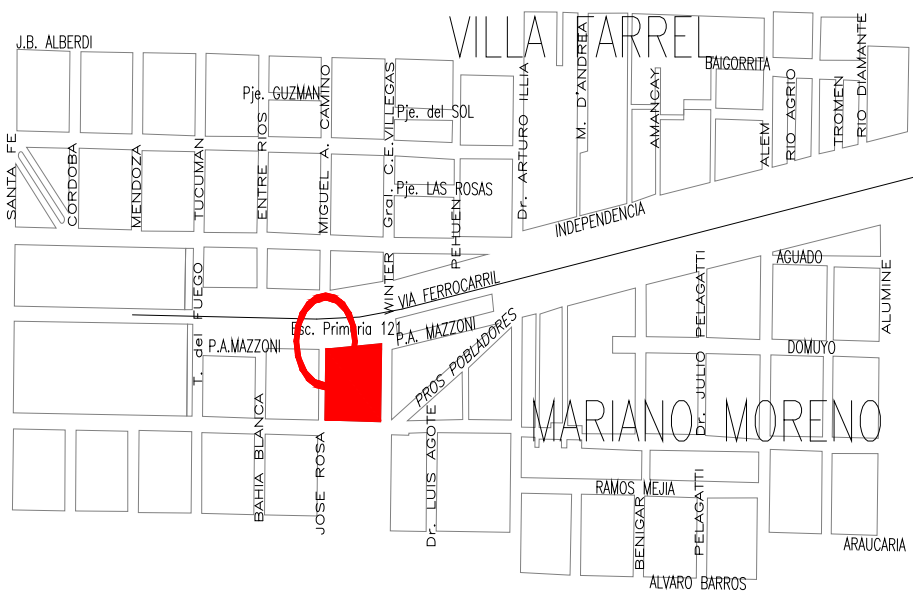 VILLA FARREL
J.B. ALBERDI
BAIGORRITA
Pje. GUZMAN
Pje. del SOL
Pje. LAS ROSAS
SANTA FE
CORDOBA
MENDOZA
TUCUMAN
ENTRE RIOS
MIGUEL A. CAMINO
Gral. C.E.VILLEGAS
PEHUEN
Dr. ARTURO ILLIA
M. D'ANDREA
AMANCAY
ALEM
RIO AGRIO
TROMEN
RIO DIAMANTE
INDEPENDENCIA
AGUADO
ALUMINE
VIA FERROCARRIL
WINTER
T. del FUEGO
Esc. Primaria 121
P.A.MAZZONI
P.A. MAZZONI
PROS POBLADORES
Dr. JULIO PELAGATTI
DOMUYO
MARIANO MORENO
BAHIA BLANCA
JOSE ROSA
Dr. LUIS AGOTE
RAMOS MEJIA
BENIGAR
PELAGATTI
ARAUCARIA
ALVARO BARROS